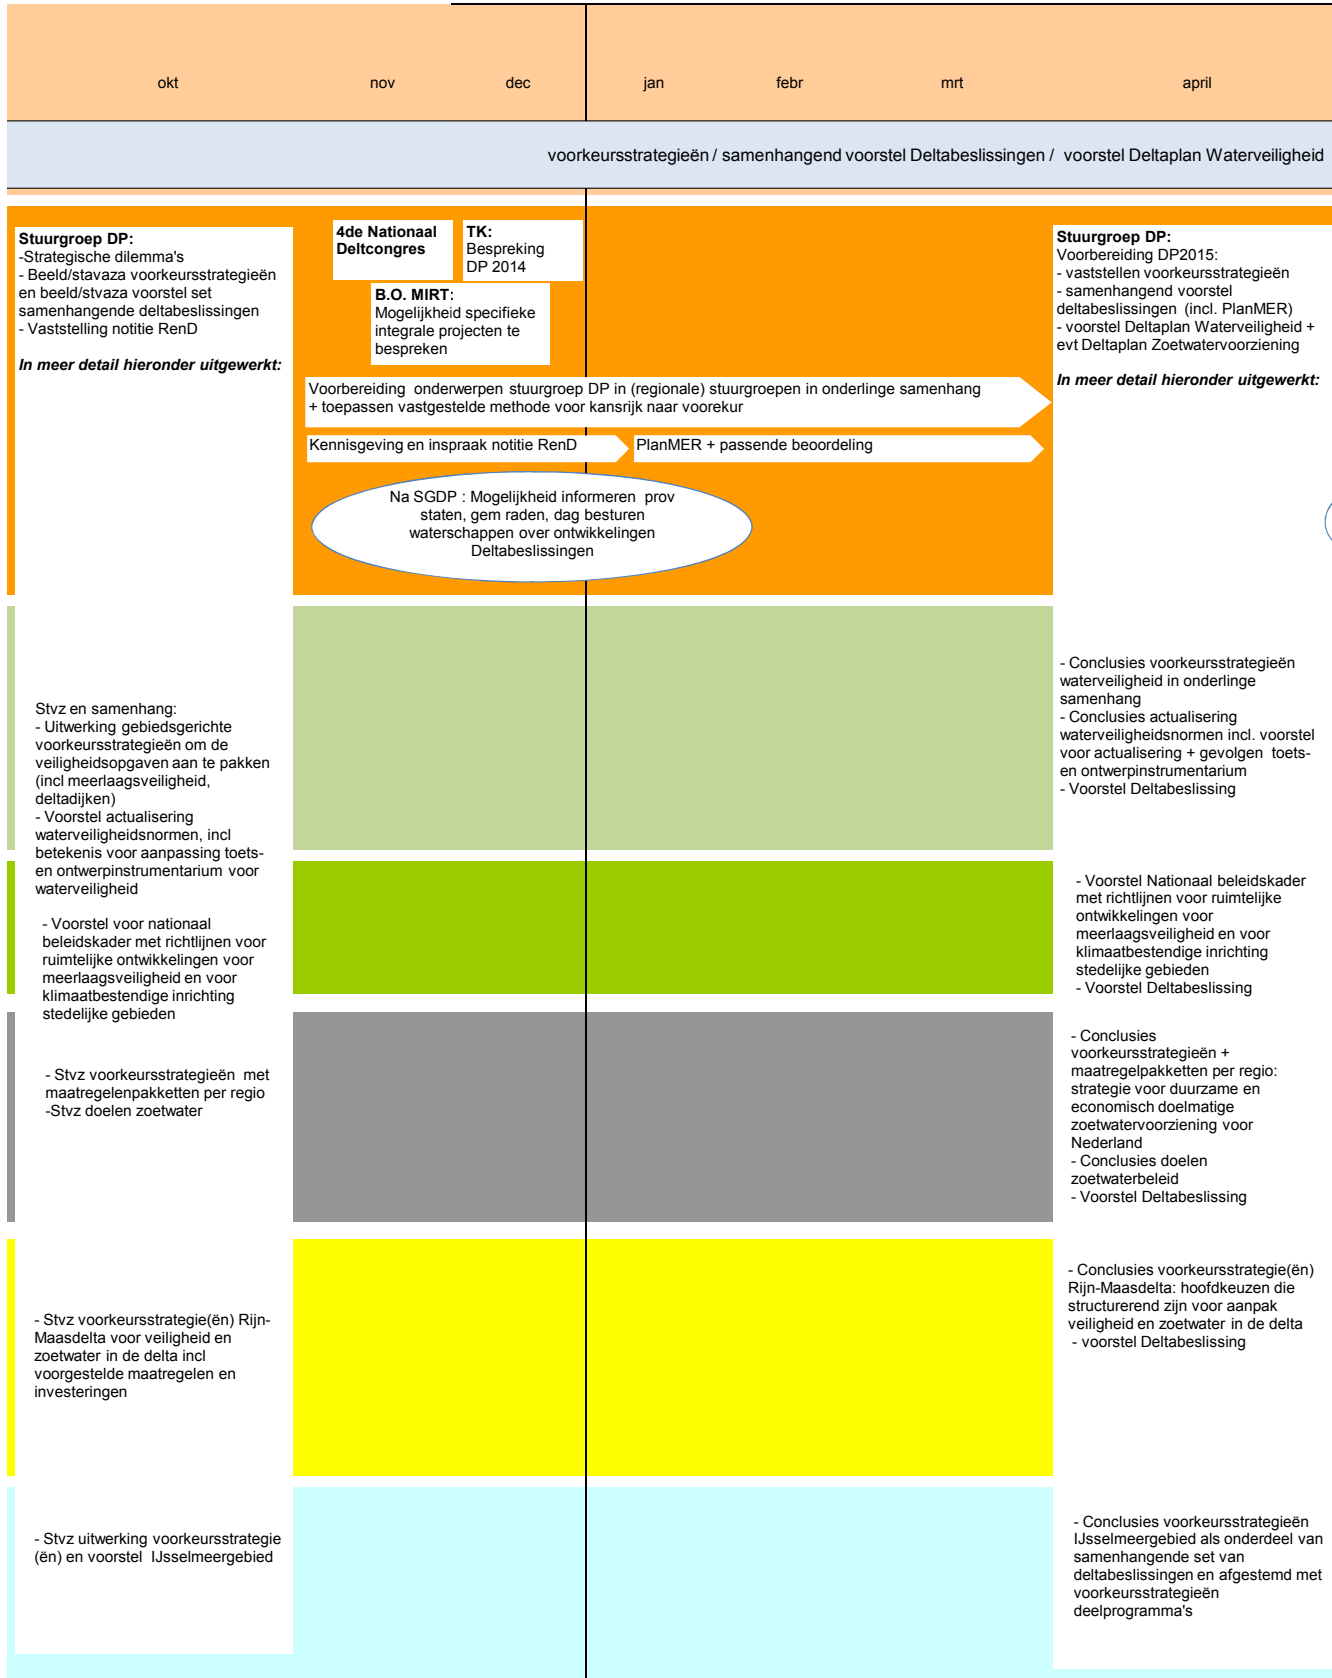 okt
nov
dec
jan
febr
mrt
april
voorkeursstrategieën / samenhangend voorstel Deltabeslissingen / voorstel Deltaplan Waterveiligheid
Stuurgroep DP:
-Strategische dilemma's
- Beeld/stavaza voorkeursstrategieën
en beeld/stvaza voorstel set
samenhangende deltabeslissingen
- Vaststelling notitie RenD
In meer detail hieronder uitgewerkt:
4de Nationaal
Deltcongres
TK:
Bespreking
DP 2014
B.O. MIRT:
Mogelijkheid specifieke
integrale projecten te
bespreken
Voorbereiding onderwerpen stuurgroep DP in (regionale) stuurgroepen in onderlinge samenhang
+ toepassen vastgestelde methode voor kansrijk naar voorekur
Kennisgeving en inspraak notitie RenD
PlanMER + passende beoordeling
Na SGDP : Mogelijkheid informeren prov
staten, gem raden, dag besturen
waterschappen over ontwikkelingen
Deltabeslissingen
Stuurgroep DP:
Voorbereiding DP2015:
- vaststellen voorkeursstrategieën
- samenhangend voorstel
deltabeslissingen (incl. PlanMER)
- voorstel Deltaplan Waterveiligheid +
evt Deltaplan Zoetwatervoorziening
In meer detail hieronder uitgewerkt:
Stvz en samenhang:
- Uitwerking gebiedsgerichte
voorkeursstrategieën om de
veiligheidsopgaven aan te pakken
(incl meerlaagsveiligheid,
deltadijken)
- Voorstel actualisering
waterveiligheidsnormen, incl
betekenis voor aanpassing toets-
en ontwerpinstrumentarium voor
waterveiligheid
- Conclusies voorkeursstrategieën
waterveiligheid in onderlinge
samenhang
- Conclusies actualisering
waterveiligheidsnormen incl. voorstel
voor actualisering + gevolgen toets-
en ontwerpinstrumentarium
- Voorstel Deltabeslissing
- Voorstel voor nationaal
beleidskader met richtlijnen voor
ruimtelijke ontwikkelingen voor
meerlaagsveiligheid en voor
klimaatbestendige inrichting
stedelijke gebieden
- Voorstel Nationaal beleidskader
met richtlijnen voor ruimtelijke
ontwikkelingen voor
meerlaagsveiligheid en voor
klimaatbestendige inrichting
stedelijke gebieden
- Voorstel Deltabeslissing
- Stvz voorkeursstrategieën met
maatregelenpakketten per regio
-Stvz doelen zoetwater
- Conclusies
voorkeursstrategieën +
maatregelpakketten per regio:
strategie voor duurzame en
economisch doelmatige
zoetwatervoorziening voor
Nederland
- Conclusies doelen
zoetwaterbeleid
- Voorstel Deltabeslissing
- Stvz voorkeursstrategie(ën) Rijn-
Maasdelta voor veiligheid en
zoetwater in de delta incl
voorgestelde maatregelen en
investeringen
- Conclusies voorkeursstrategie(ën)
Rijn-Maasdelta: hoofdkeuzen die
structurerend zijn voor aanpak
veiligheid en zoetwater in de delta
- voorstel Deltabeslissing
- Stvz uitwerking voorkeursstrategie
(ën) en voorstel IJsselmeergebied
- Conclusies voorkeursstrategieën
IJsselmeergebied als onderdeel van
samenhangende set van
deltabeslissingen en afgestemd met
voorkeursstrategieën
deelprogramma's